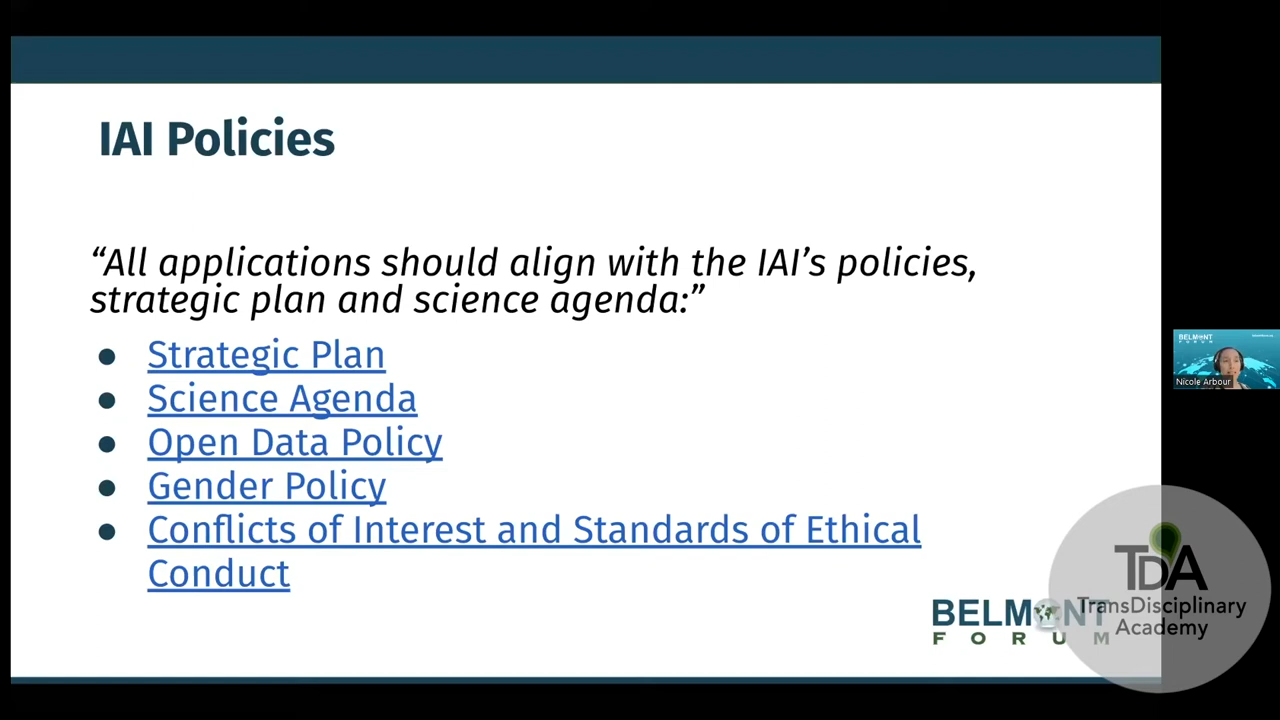 IAI Policies
“All applications should align with the IAI’s policies,
strategic plan and science agenda:”
● Strategic Plan
● Science Agenda
● Open Data Policy
● Gender Policy
● Conflicts of Interest and Standards of Ethical
Conduct
BELMONT
FORUM
TDA
TransDisciplinary
Academy
BELMONT
FORUM
Nicole Arbour